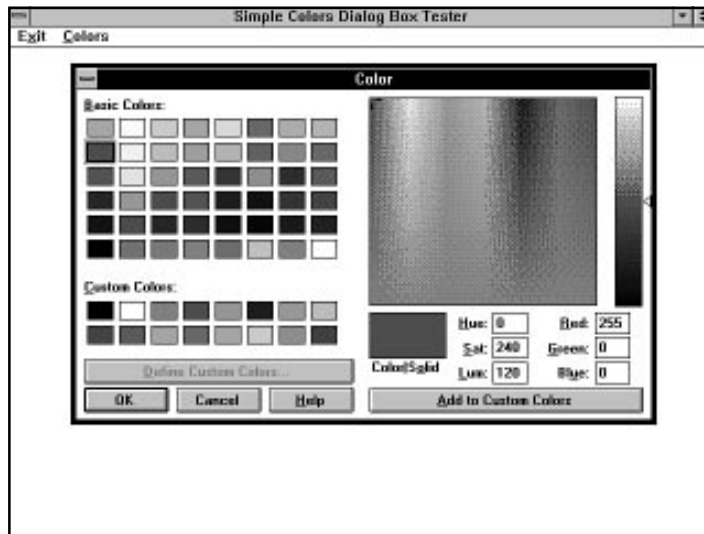 Simple Colors Dialog Box Tester
Exit Colors
Color
Basic Colors:
Custom Colors:
Hue: 0 Red: 255
Sat: 240 Green: 0
Color|Solid Lum: 120 Blue: 0
Define Custom Colors...
OK Cancel Help Add to Custom Colors